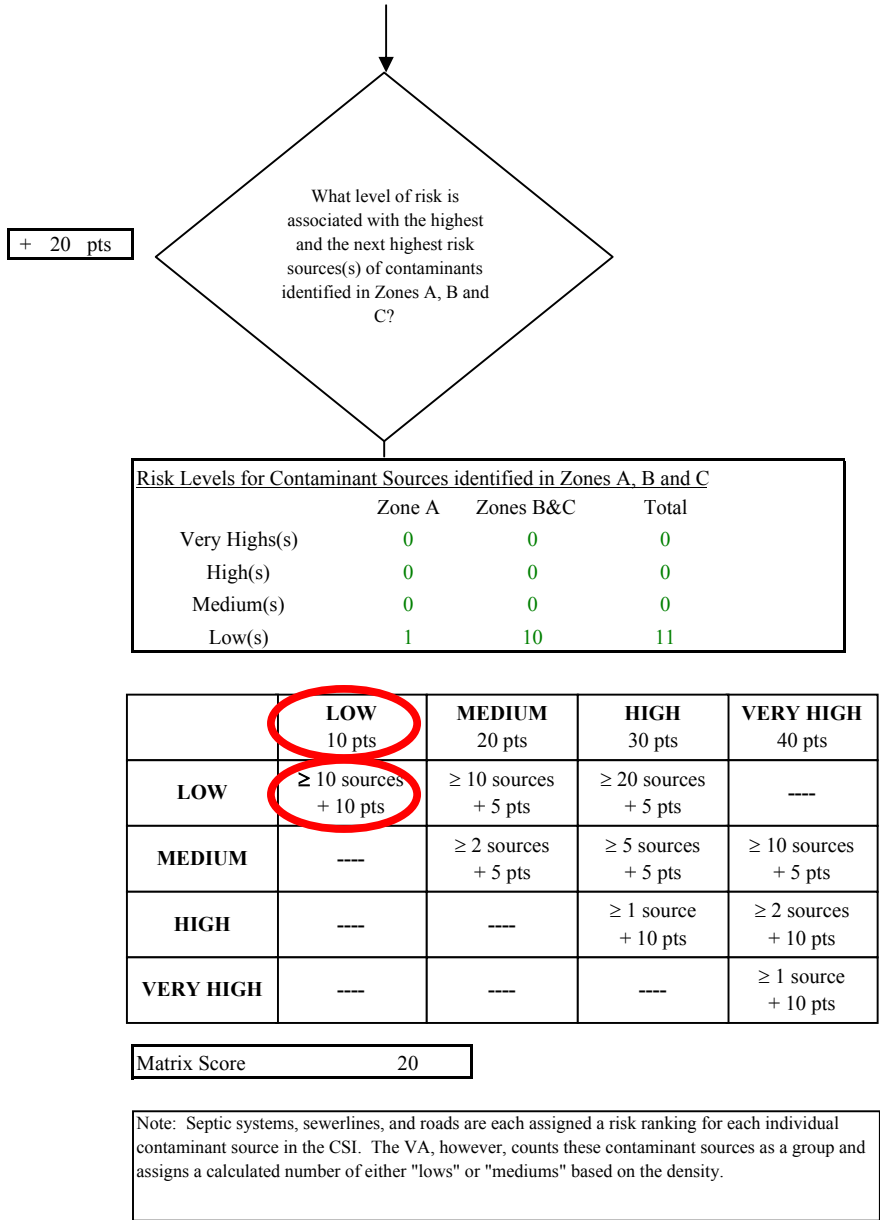 What level of risk is
associated with the highest
and the next highest risk
sources(s) of contaminants
identified in Zones A, B and
C?
+ 20 pts
Risk Levels for Contaminant Sources identified in Zones A, B and C
Zone A Zones B&C Total
Very Highs(s) 0 0 0
High(s) 0 0 0
Medium(s) 0 0 0
Low(s) 1 10 11
LOW MEDIUM HIGH VERY HIGH
10 pts 20 pts 30 pts 40 pts
LOW ≥ 10 sources ≥ 10 sources ≥ 20 sources ----
+ 10 pts + 5 pts + 5 pts
MEDIUM ---- ≥ 2 sources ≥ 5 sources ≥ 10 sources
+ 5 pts + 5 pts + 5 pts
HIGH ---- ---- ≥ 1 source ≥ 2 sources
+ 10 pts + 10 pts
VERY HIGH ---- ---- ---- ≥ 1 source
+ 10 pts
Matrix Score 20
Note: Septic systems, sewerlines, and roads are each assigned a risk ranking for each individual
contaminant source in the CSI. The VA, however, counts these contaminant sources as a group and
assigns a calculated number of either "lows" or "mediums" based on the density.